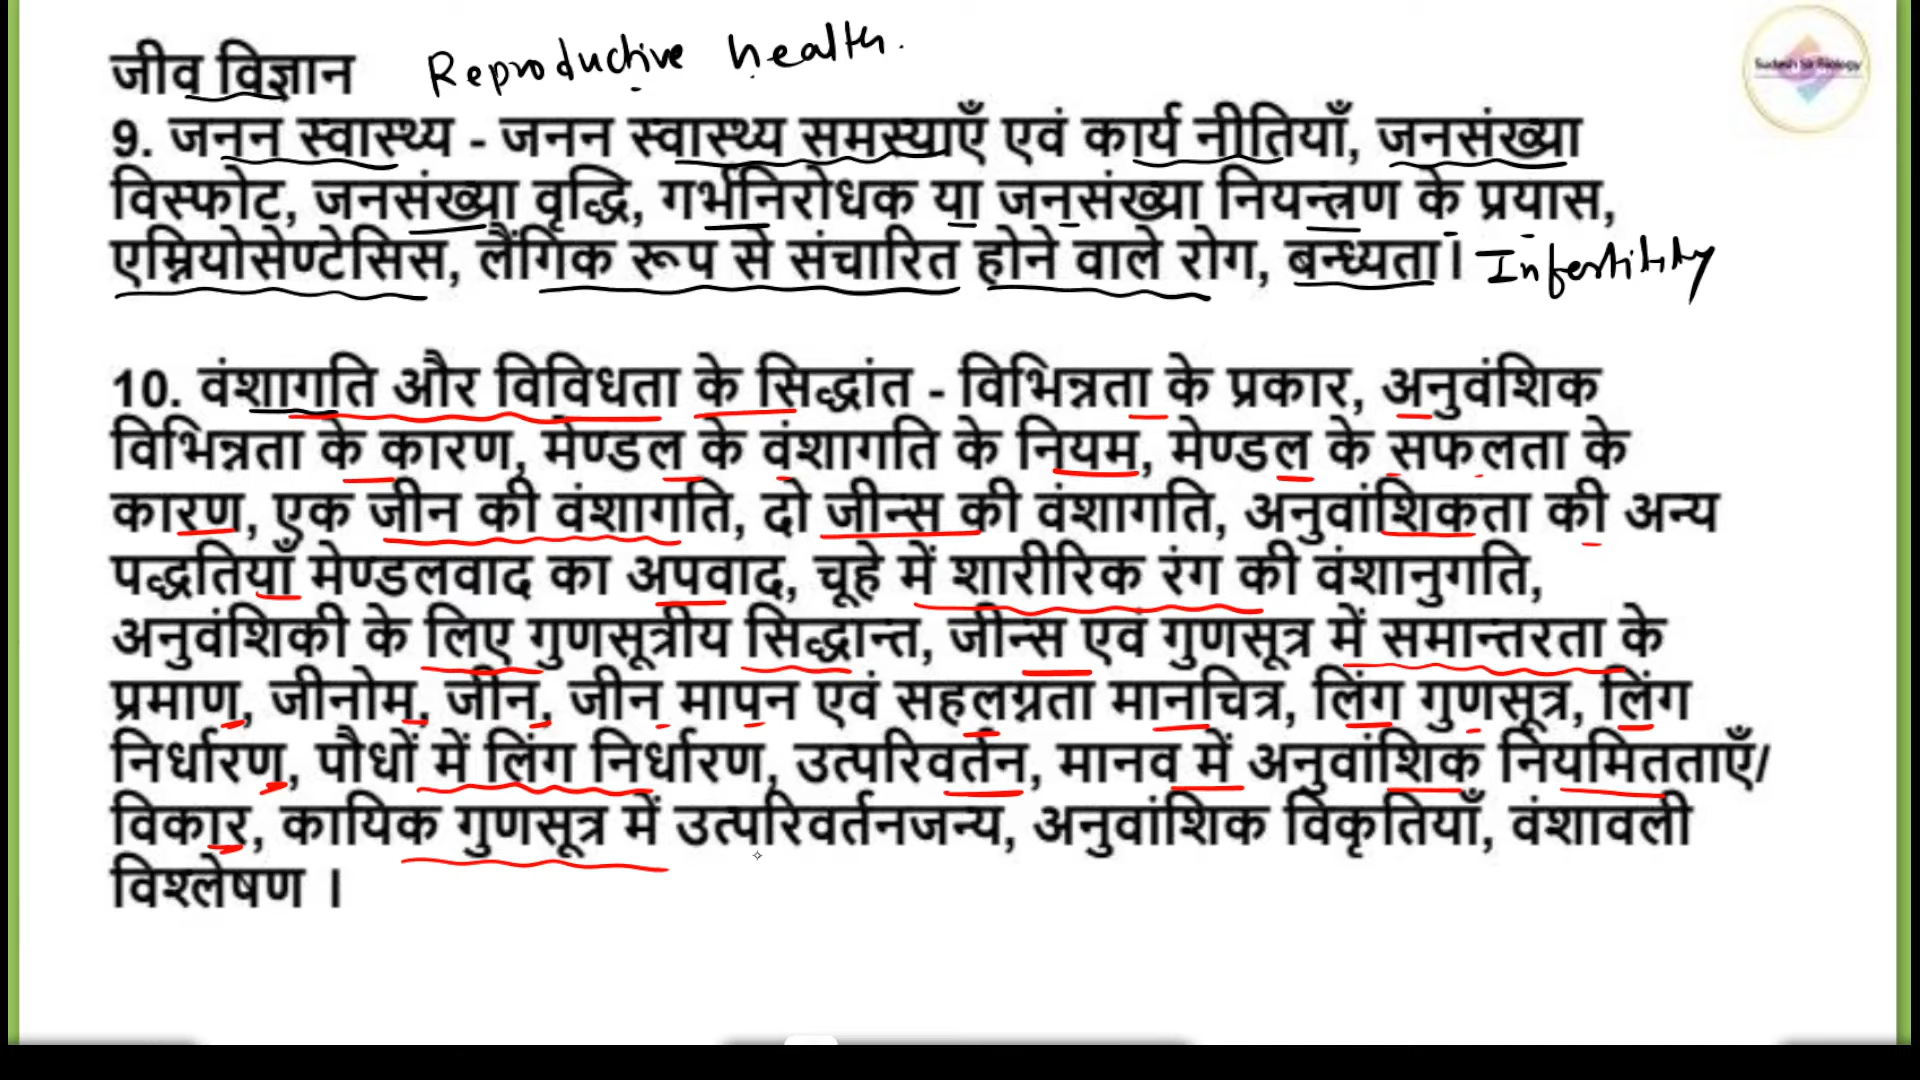 जीव विज्ञान Reproductive health.
Sudesh Sir Biology
9. जनन स्वास्थ्य - जनन स्वास्थ्य समस्याएँ एवं कार्य नीतियाँ, जनसंख्या
विस्फोट, जनसंख्या वृद्धि, गर्भनिरोधक या जनसंख्या नियन्त्रण के प्रयास,
एम्नियोसेण्टेसिस, लैंगिक रूप से संचारित होने वाले रोग, बन्ध्यता। Infertility
10. वंशागति और विविधता के सिद्धांत - विभिन्नता के प्रकार, अनुवंशिक
विभिन्नता के कारण, मेण्डल के वंशागति के नियम, मेण्डल के सफलता के
कारण, एक जीन की वंशागति, दो जीन्स की वंशागति, अनुवांशिकता की अन्य
पद्धतियाँ मेण्डलवाद का अपवाद, चूहे में शारीरिक रंग की वंशानुगति,
अनुवंशिकी के लिए गुणसूत्रीय सिद्धान्त, जीन्स एवं गुणसूत्र में समान्तरता के
प्रमाण, जीनोम, जीन, जीन मापन एवं सहलग्नता मानचित्र, लिंग गुणसूत्र, लिंग
निर्धारण, पौधों में लिंग निर्धारण, उत्परिवर्तन, मानव में अनुवांशिक नियमितताएँ/
विकार, कायिक गुणसूत्र में उत्परिवर्तनजन्य, अनुवांशिक विकृतियाँ, वंशावली
विश्लेषण ।